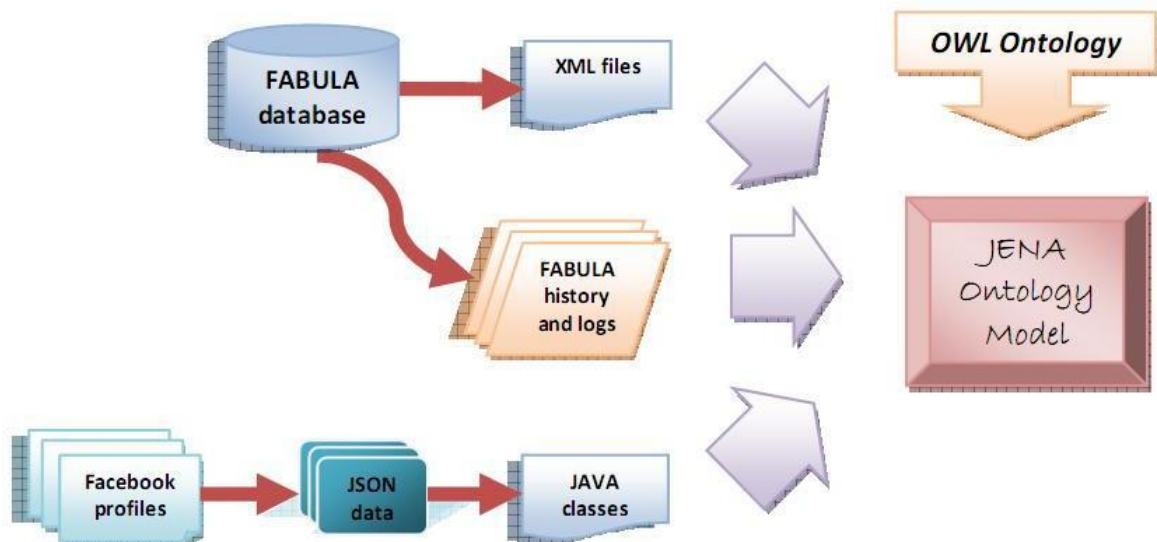 FABULA
database
XML files
OWL Ontology
FABULA
history
and logs
JENA
Ontology
Model
Facebook
profiles
JSON
data
JAVA
classes